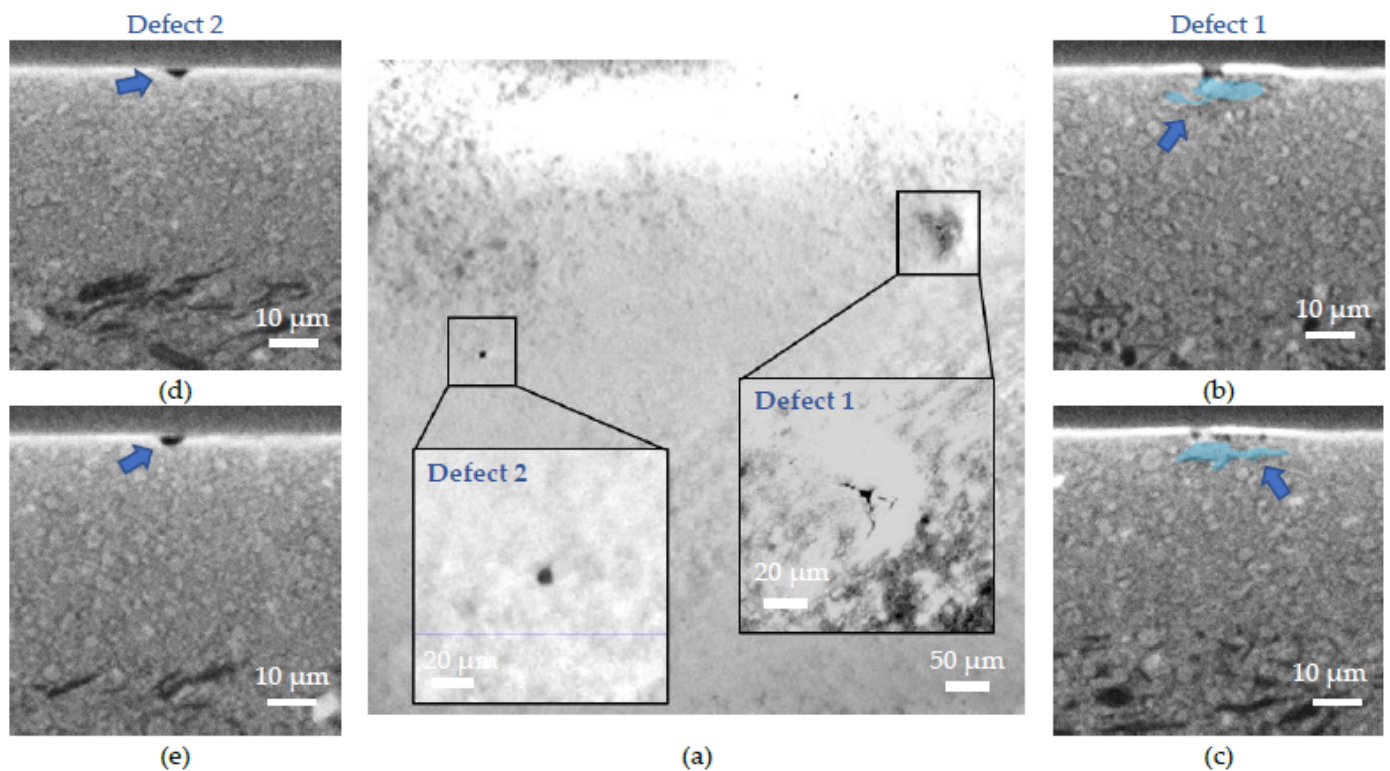 Defect 2
10 µm
(d)
10 µm
(e)
Defect 2
20 µm
Defect 1
20 µm
50 µm
(a)
Defect 1
10 µm
(b)
10 µm
(c)